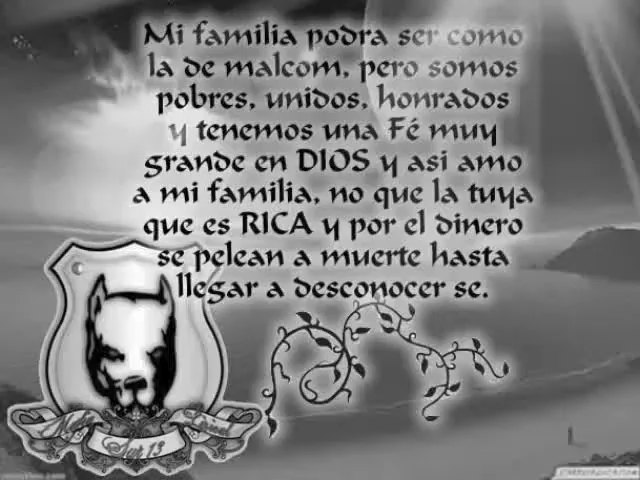 Mi familia podra ser como
la de malcom, pero somos
pobres, unidos, honrados
y tenemos una Fé muy
grande en DIOS y asi amo
a mi familia, no que la tuya
que es RICA y por el dinero
se pelean a muerte hasta
llegar a desconocer se.
Sur 13